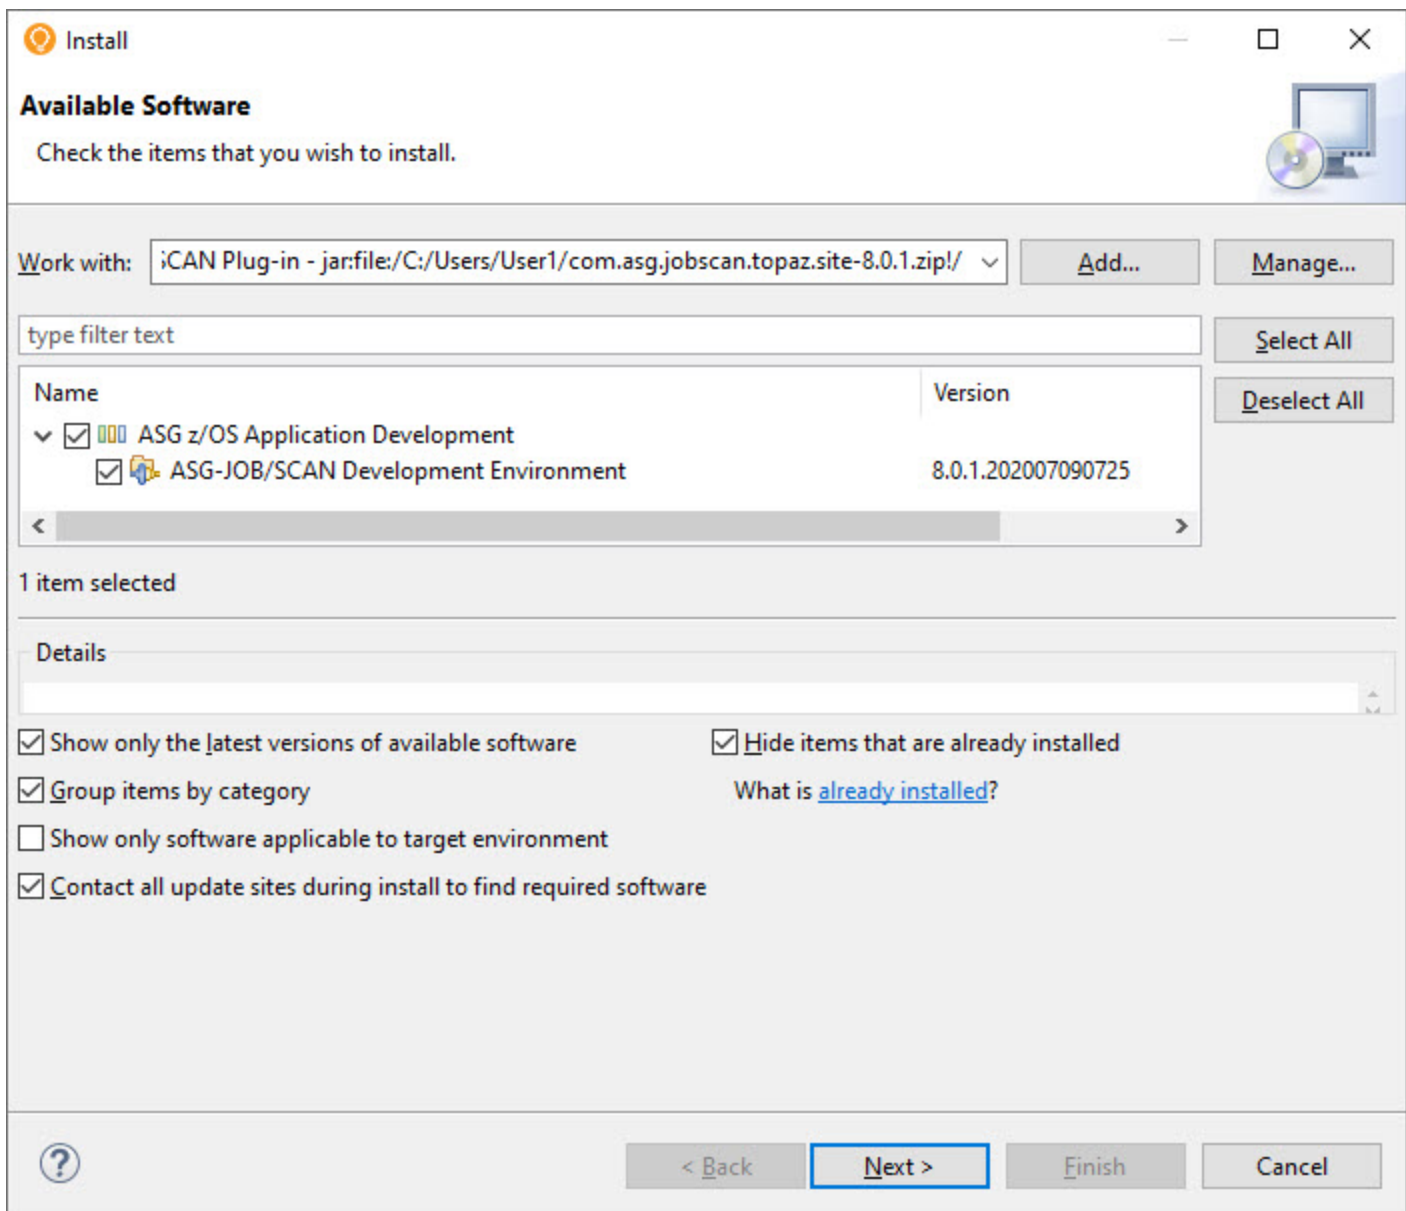 Install
Available Software
Check the items that you wish to install.
Work with: SCAN Plug-in - jar:file:/C:/Users/User1/com.asg.jobscan.topaz.site-8.0.1.zip!/ Add... Manage...
type filter text Select All
Name Version Deselect All
ASG z/OS Application Development
ASG-JOB/SCAN Development Environment 8.0.1.202007090725
1 item selected
Details
Show only the latest versions of available software Hide items that are already installed
Group items by category What is already installed?
Show only software applicable to target environment
Contact all update sites during install to find required software
? < Back Next > Finish Cancel